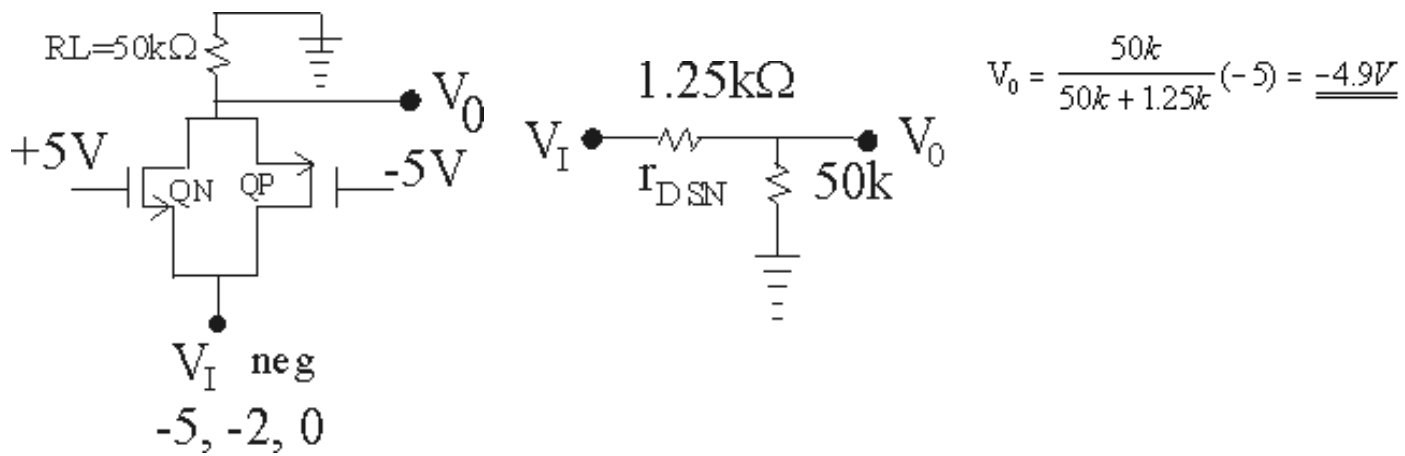 RL=50kΩ
V0
+5V
QN
QP
-5V
VI neg
-5, -2, 0
1.25kΩ
VI
rDSN
V0
50k
V0 = 50k / 50k + 1.25k (-5) = -4.9V